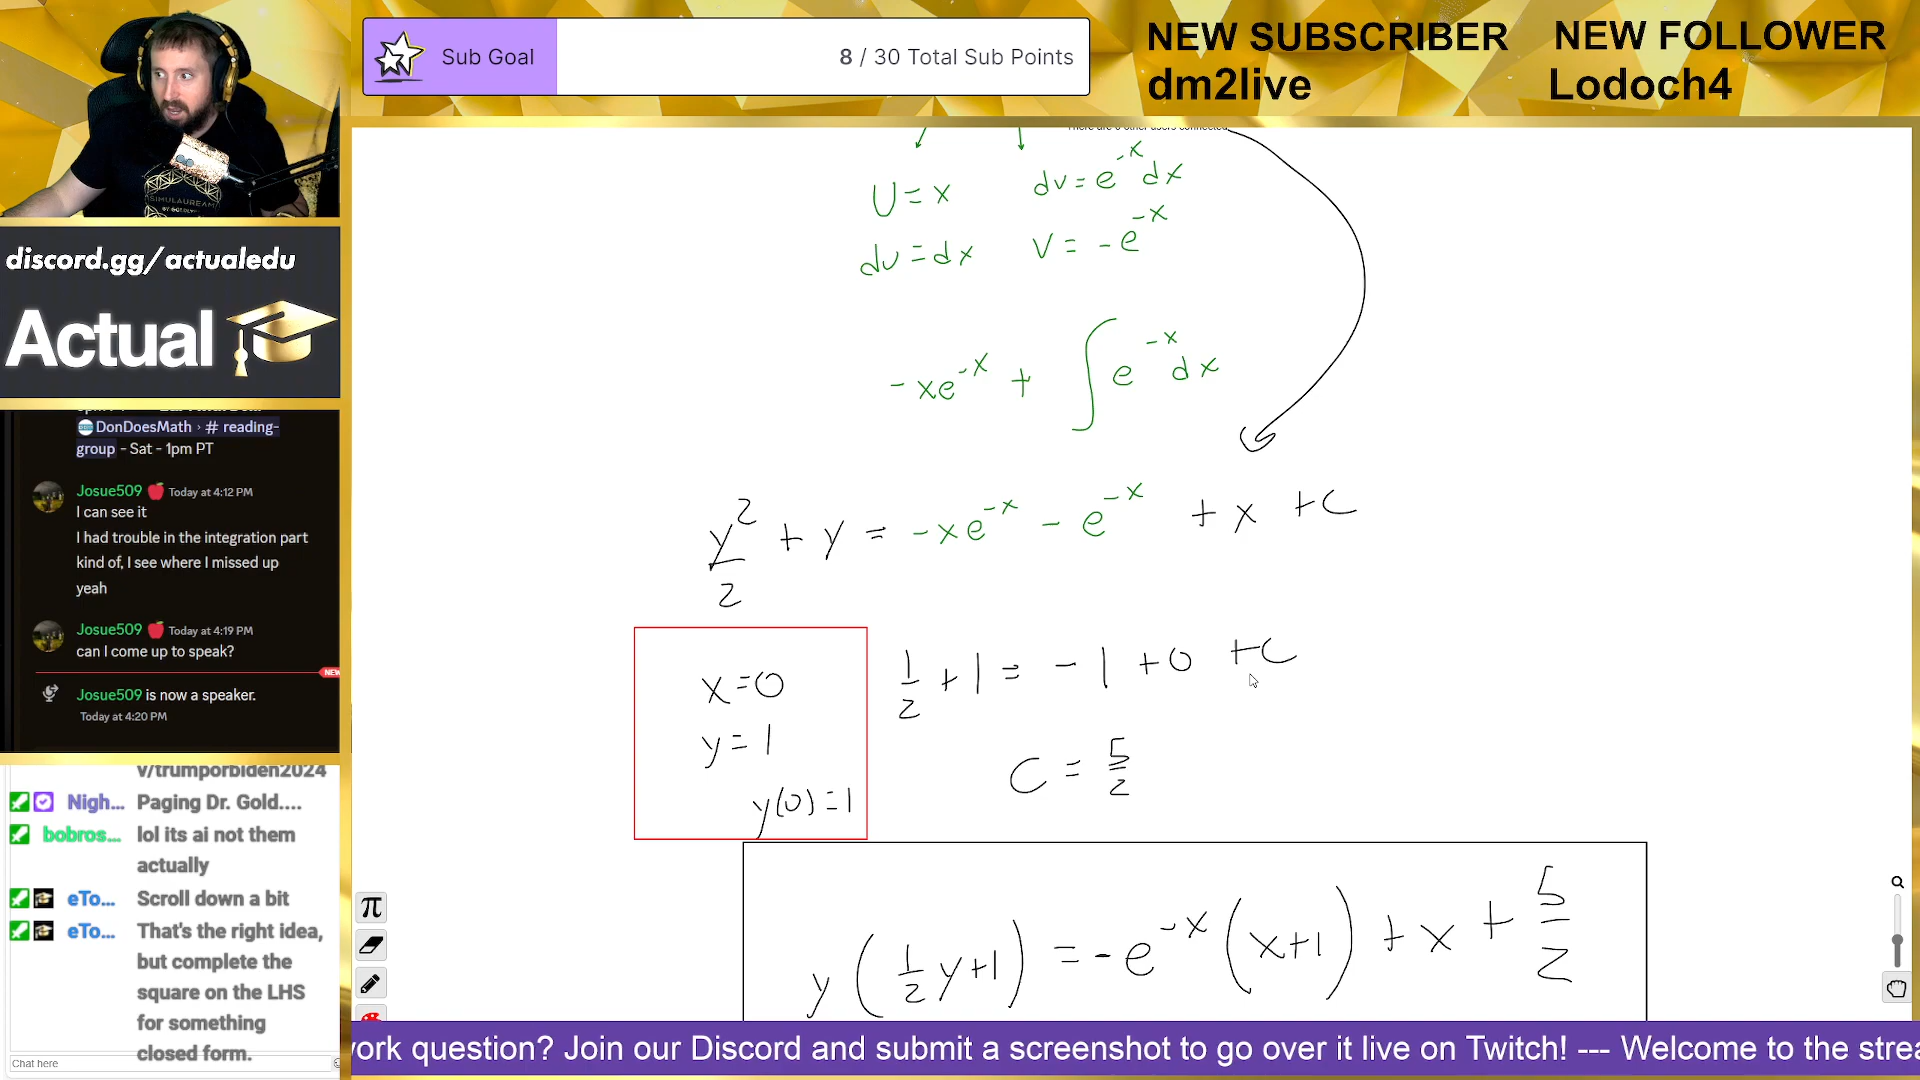 Sub Goal
8 / 30 Total Sub Points
NEW SUBSCRIBER
dm2live
NEW FOLLOWER
Lodoch4
SIMULAUREAM
discord.gg/actualedu
Actual
DonDoesMath › # reading-
group - Sat - 1pm PT
Josue509 Today at 4:12 PM
I can see it
I had trouble in the integration part
kind of, I see where I missed up
yeah
Josue509 Today at 4:19 PM
can I come up to speak?
NEW
Josue509 is now a speaker.
Today at 4:20 PM
v/trumporbiden2024
Nigh... Paging Dr. Gold....
bobros... lol its ai not them
actually
eTo... Scroll down a bit
eTo... That's the right idea,
but complete the
square on the LHS
for something
closed form.
Chat here
U = x dv = e^-x dx
du = dx V = -e^-x
-xe^-x + ∫ e^-x dx
y^2/2 + y = -xe^-x - e^-x + x + C
x=0
y=1
y(0)=1
1/2 + 1 = -1 + 0 + C
C = 5/2
y(1/2 y+1) = -e^-x (x+1) + x + 5/2
π
ork question? Join our Discord and submit a screenshot to go over it live on Twitch! --- Welcome to the strea